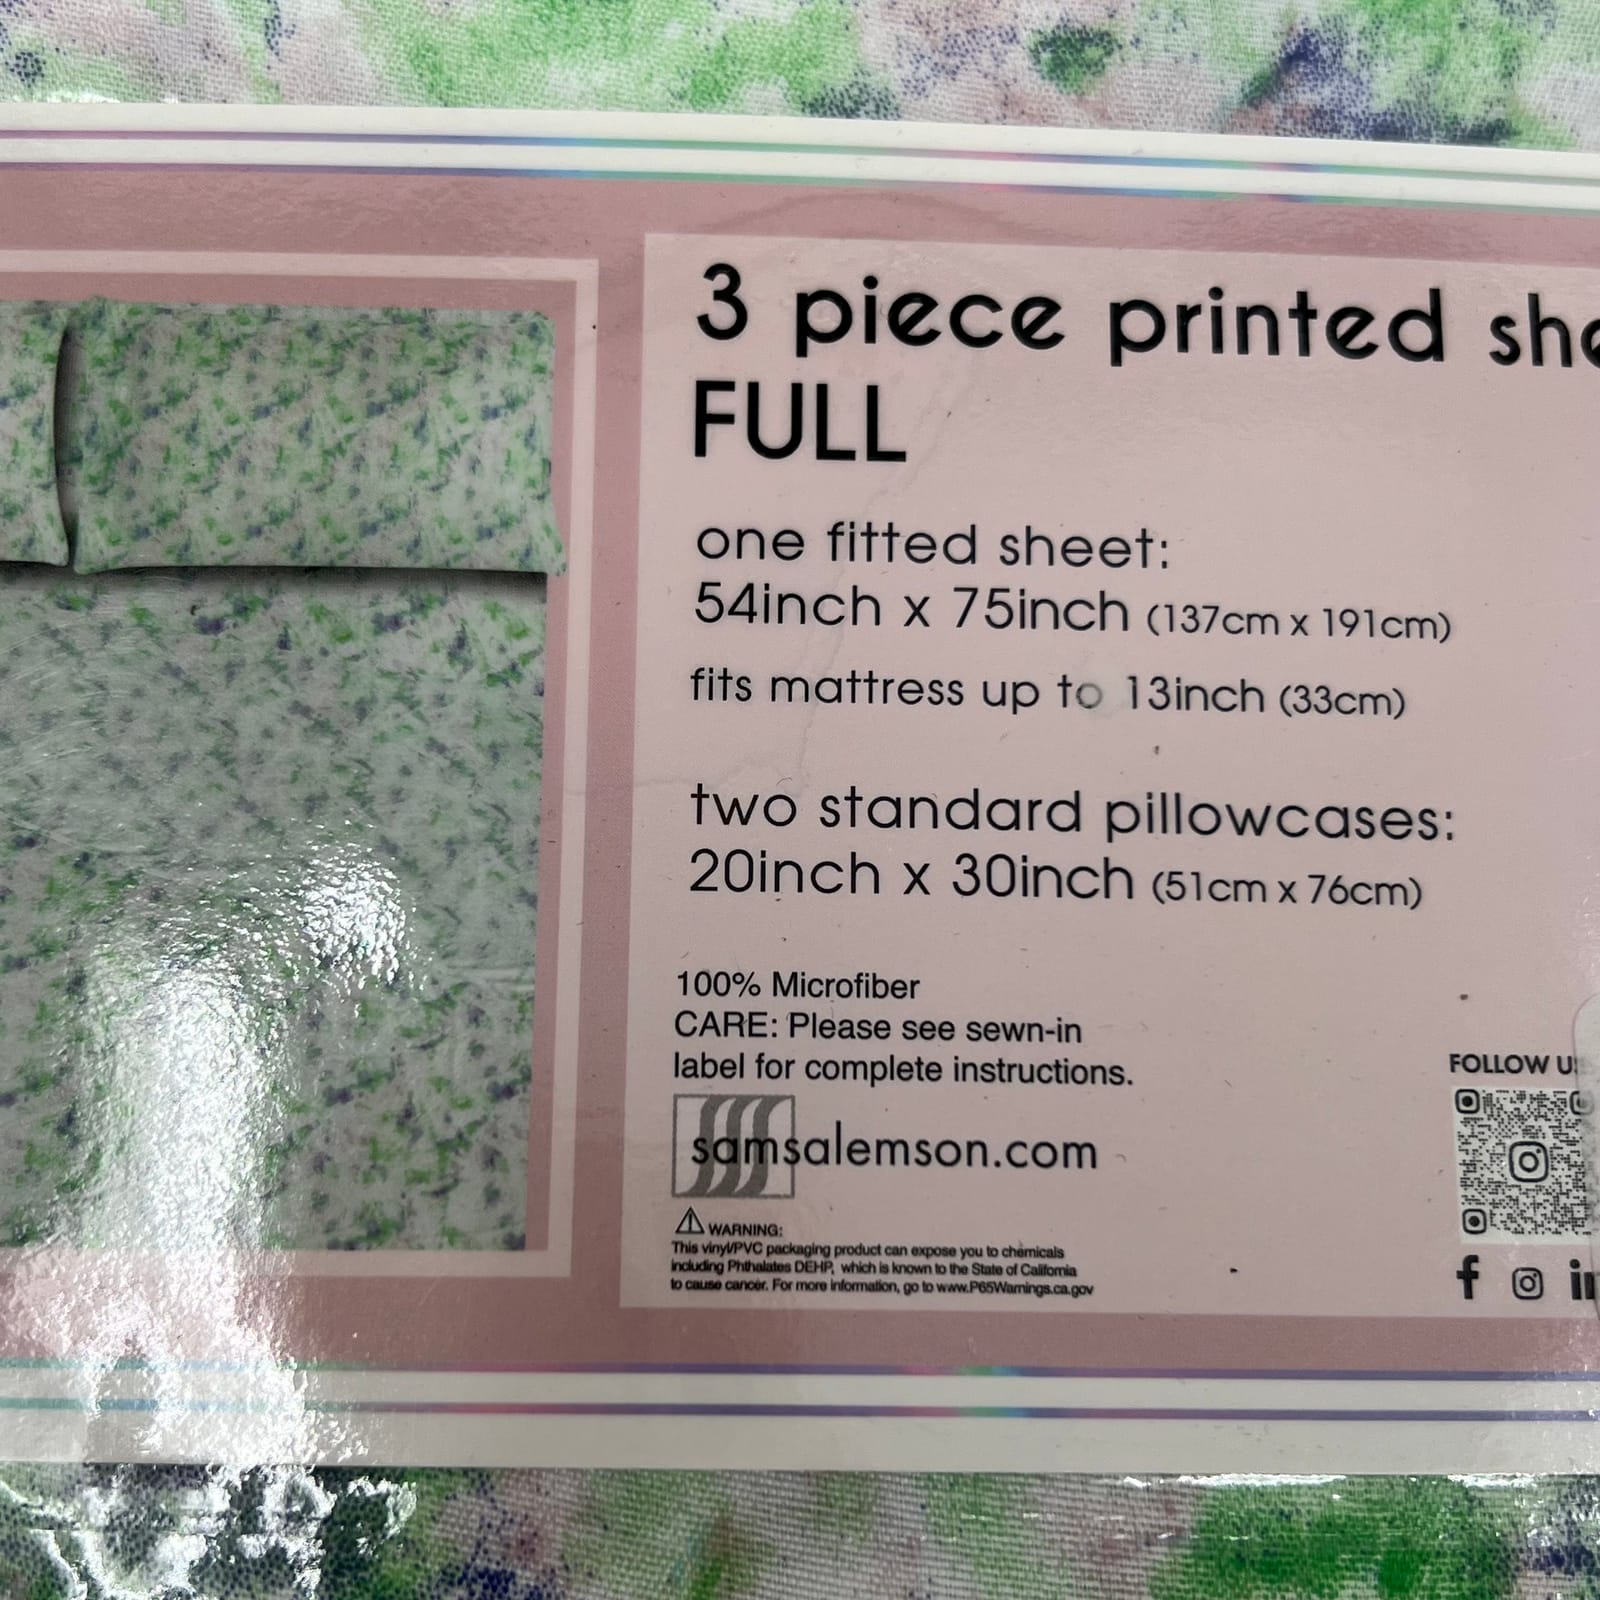 3 piece printed
FULL
one fitted sheet:
54inch x 75inch (137cm x 191cm)
fits mattress up to 13inch (33cm)
two standard pillowcases:
20inch x 30inch (51cm x 76cm)
100% Microfiber
CARE: Please see sewn-in
label for complete instructions.
samsalemson.com
WARNING:
This vinyl/PVC packaging product can expose you to chemicals
including Phthalates DEHP, which is known to the State of California
to cause cancer. For more information, go to www.P65Warnings.ca.gov
FOLLOW